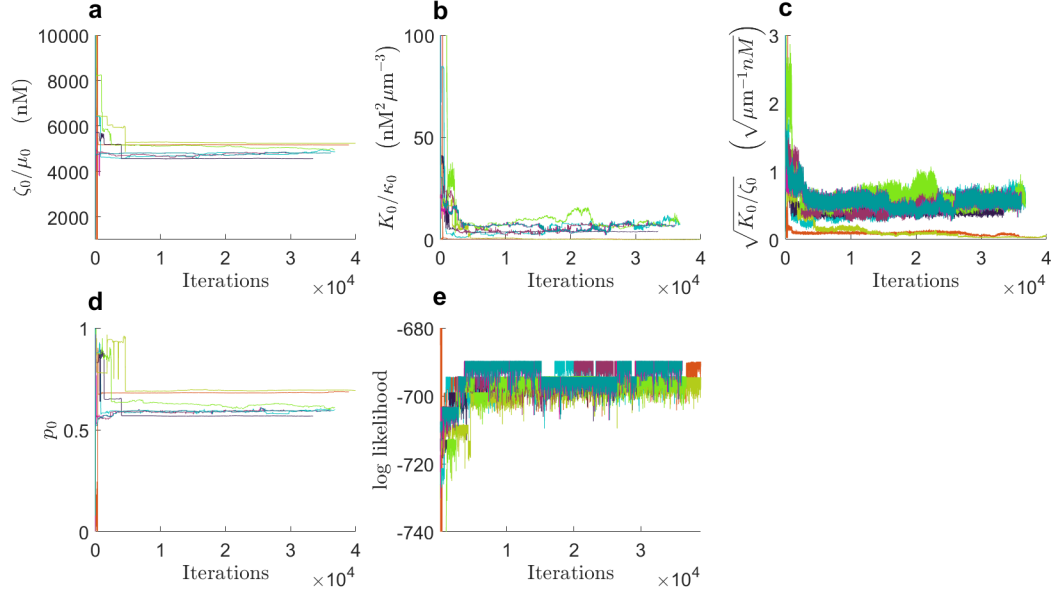 a
10000
8000
6000
4000
2000
ζ₀/μ₀ (nM)
0 1 2 3 4
Iterations
×10⁴
b
100
50
0
K₀/κ₀ (nM²μm⁻³)
0 1 2 3 4
Iterations
×10⁴
c
3
2
1
0
√K₀/ζ₀ (√μm⁻¹nM)
0 1 2 3 4
Iterations
×10⁴
d
1
0.5
0
p₀
0 1 2 3 4
Iterations
×10⁴
e
-680
-700
-720
-740
log likelihood
1 2 3
Iterations
×10⁴